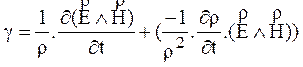 γ = 1/ρ . ∂(E^ρ ∧ H^ρ)/∂t + (−1/ρ² . ∂ρ/∂t .(E^ρ ∧ H^ρ))